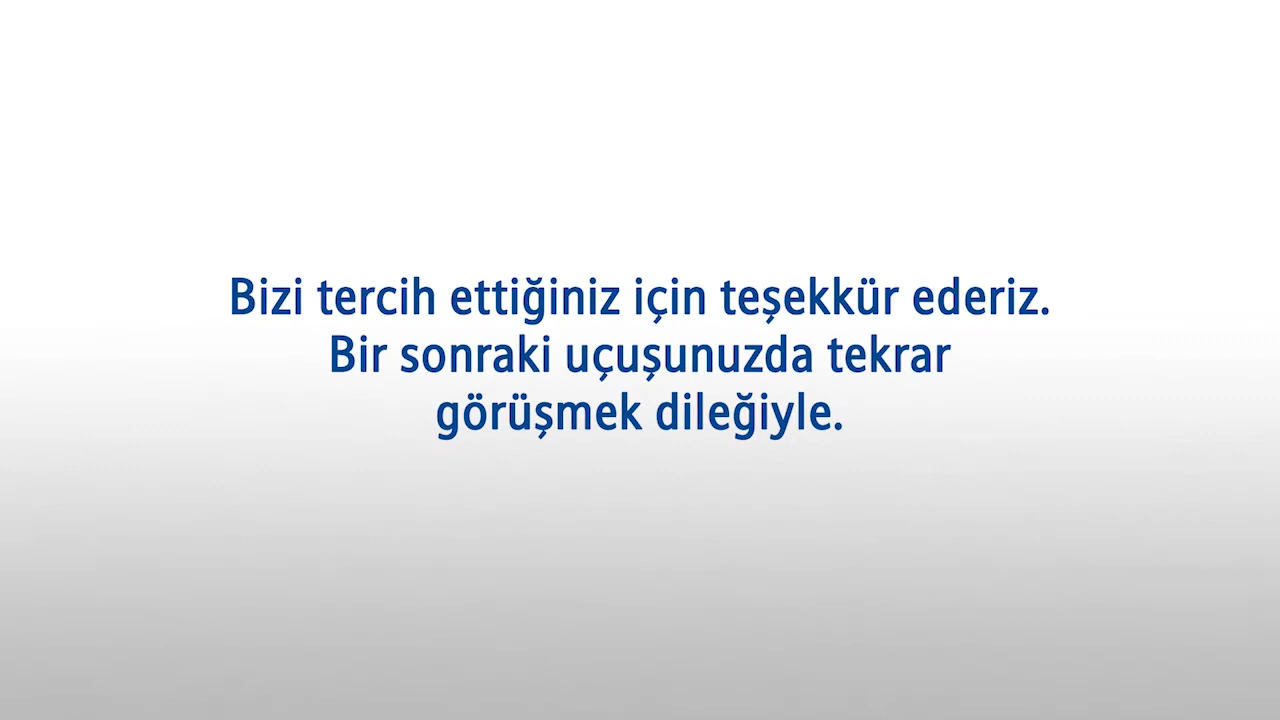 Bizi tercih ettiğiniz için teşekkür ederiz.
Bir sonraki uçuşunuzda tekrar
görüşmek dileğiyle.